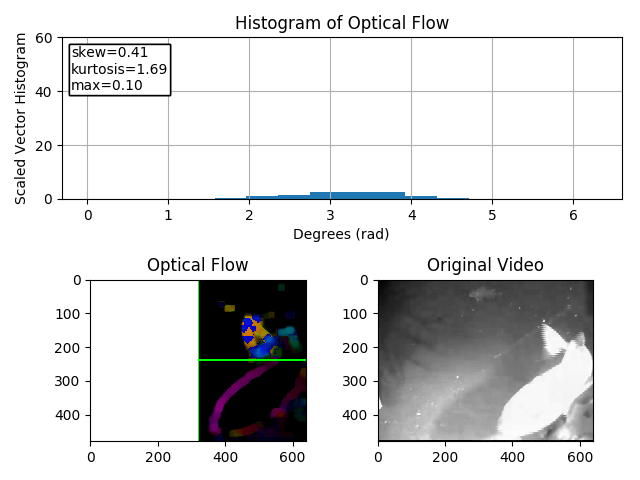 Histogram of Optical Flow
Scaled Vector Histogram
60
40
20
0
skew=0.41
kurtosis=1.69
max=0.10
0 1 2 3 4 5 6
Degrees (rad)
Optical Flow
0
100
200
300
400
0 200 400 600
Original Video
0
100
200
300
400
0 200 400 600